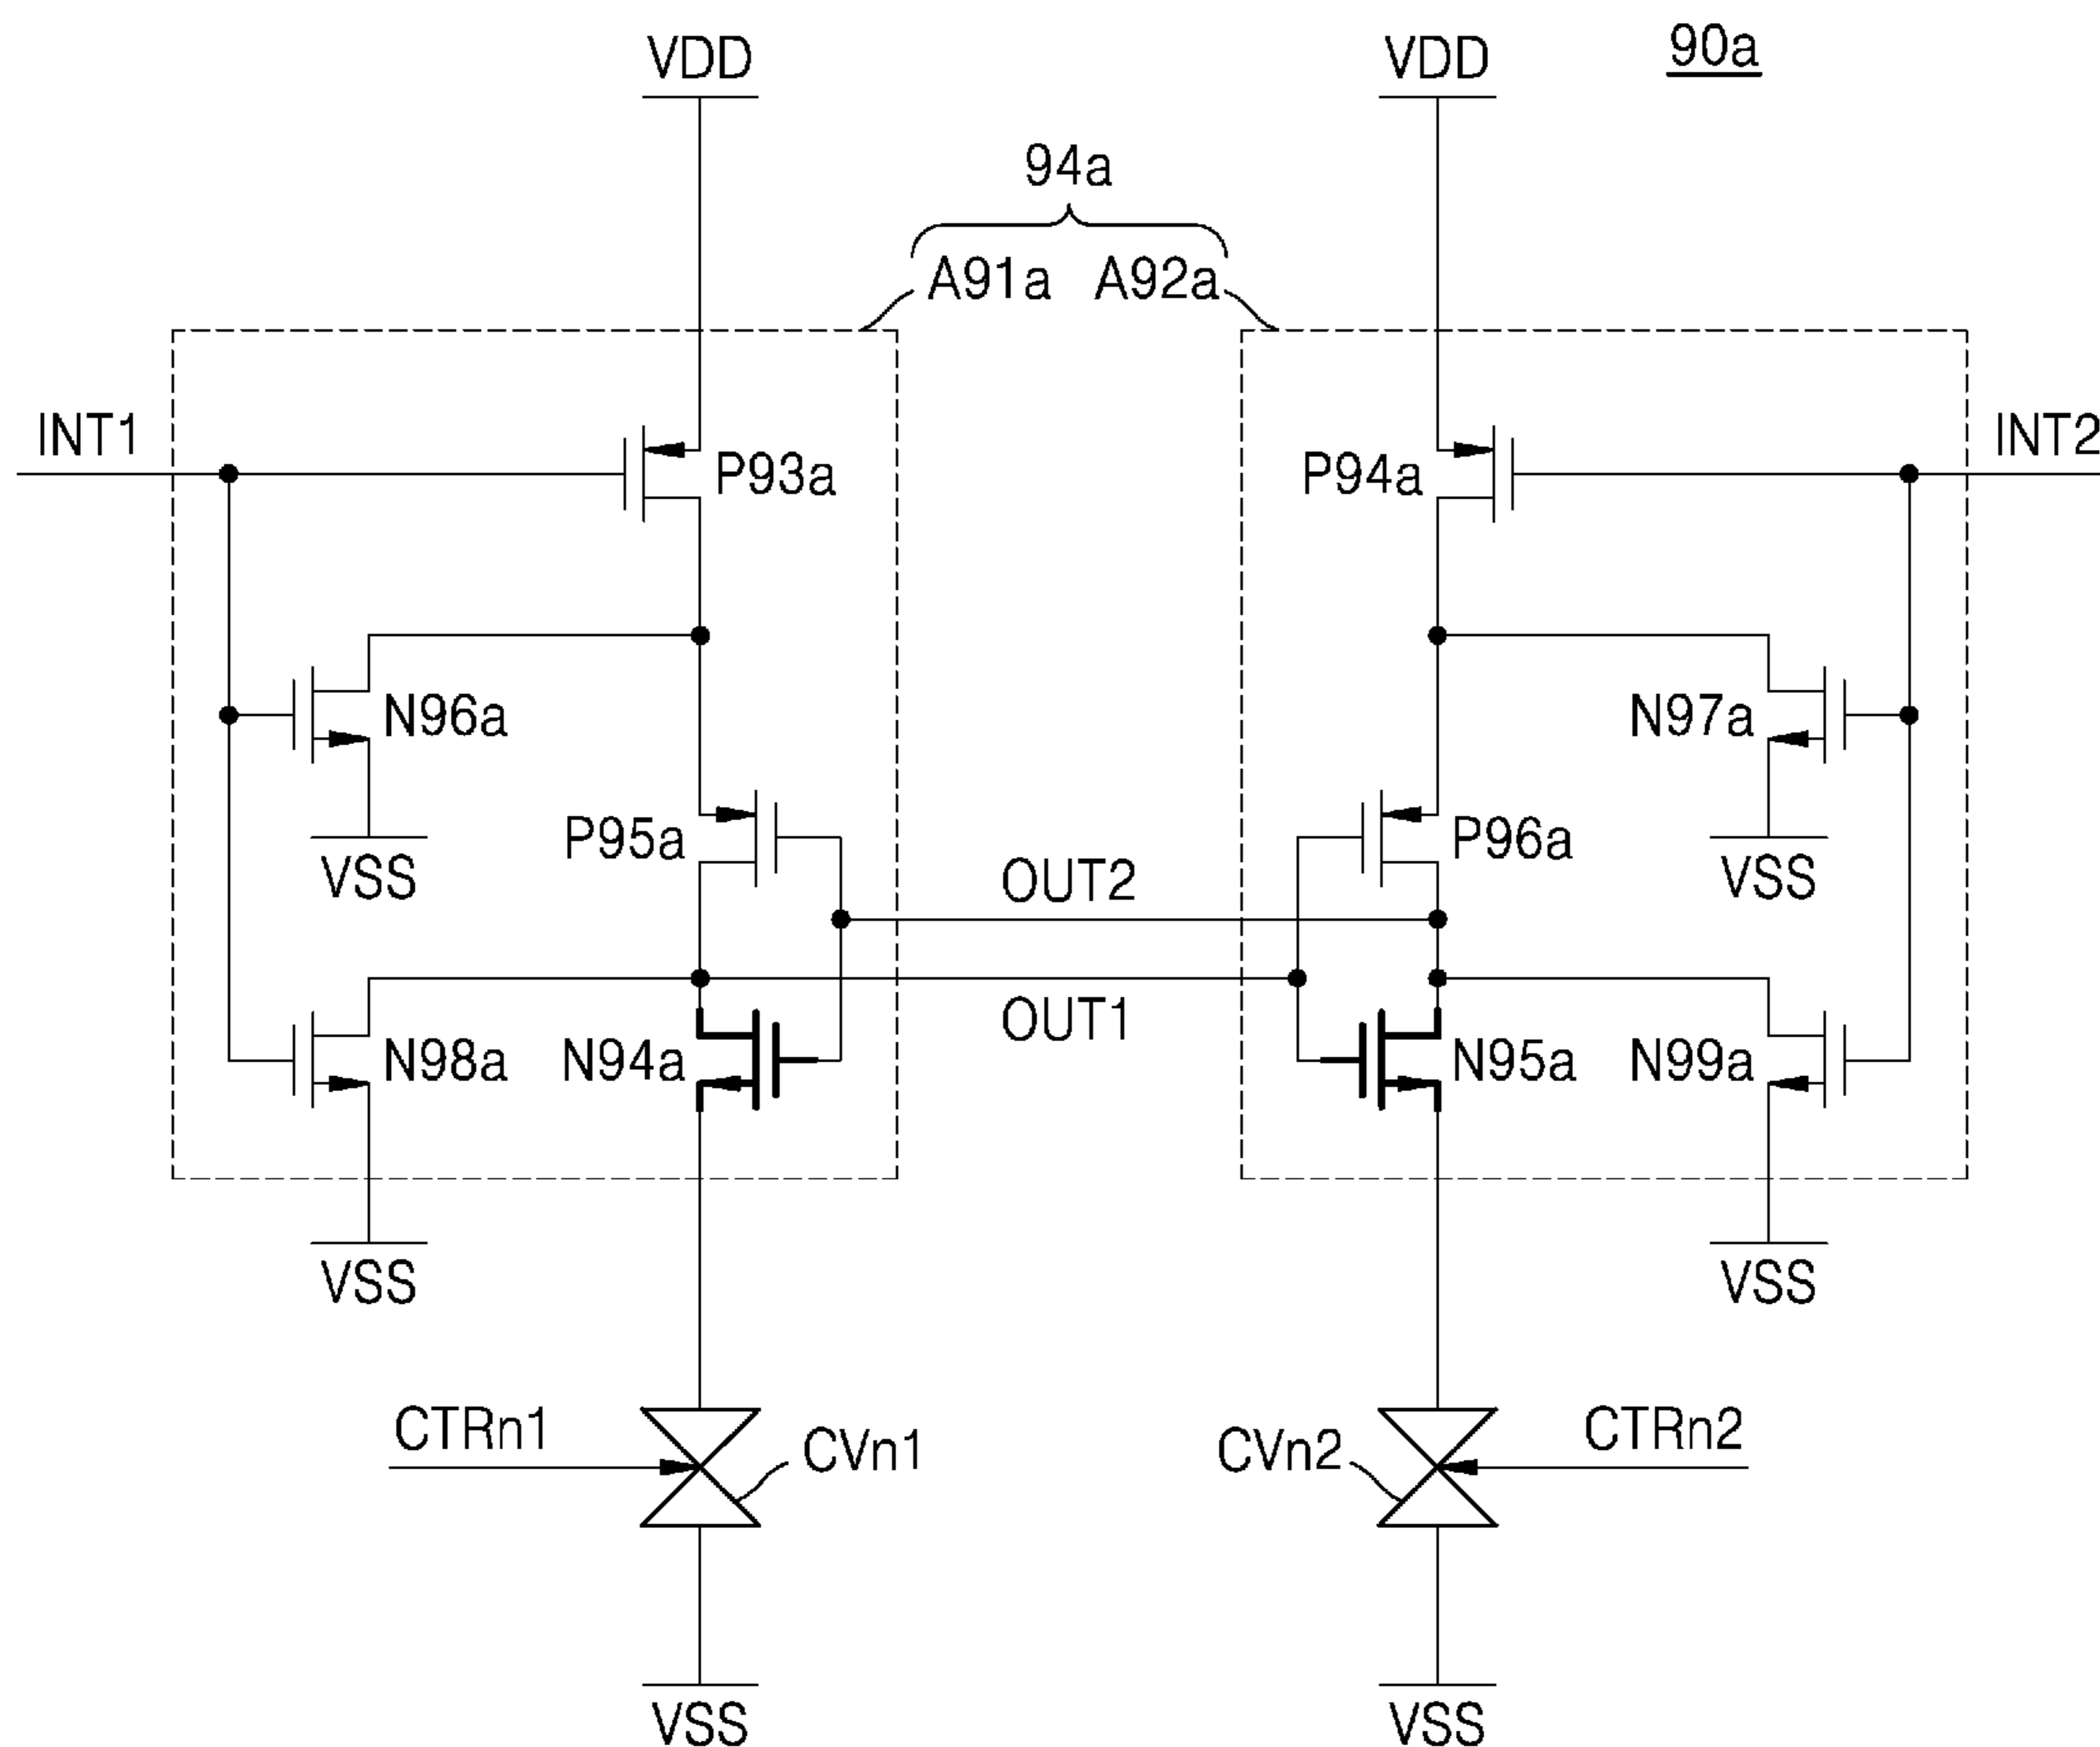 VDD
VDD
90a
94a
A91a
A92a
INT1
P93a
P94a
INT2
N96a
N97a
P95a
P96a
VSS
OUT2
VSS
OUT1
N98a
N94a
N95a
N99a
VSS
VSS
CTRn1
CVn1
CVn2
CTRn2
VSS
VSS